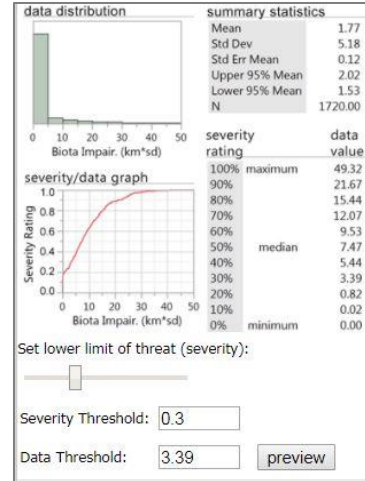 data distribution
0 10 20 30 40 50
Biota Impair. (km*sd)
summary statistics
Mean 1.77
Std Dev 5.18
Std Err Mean 0.12
Upper 95% Mean 2.02
Lower 95% Mean 1.53
N 1720.00
severity/data graph
Severity Rating
1.0
0.8
0.6
0.4
0.2
0.0
0 10 20 30 40 50
Biota Impair. (km*sd)
severity data
rating value
100% maximum 49.32
90% 21.67
80% 15.44
70% 12.07
60% 9.53
50% median 7.47
40% 5.44
30% 3.39
20% 0.82
10% 0.02
0% minimum 0.00
Set lower limit of threat (severity):
Severity Threshold: 0.3
Data Threshold: 3.39 preview